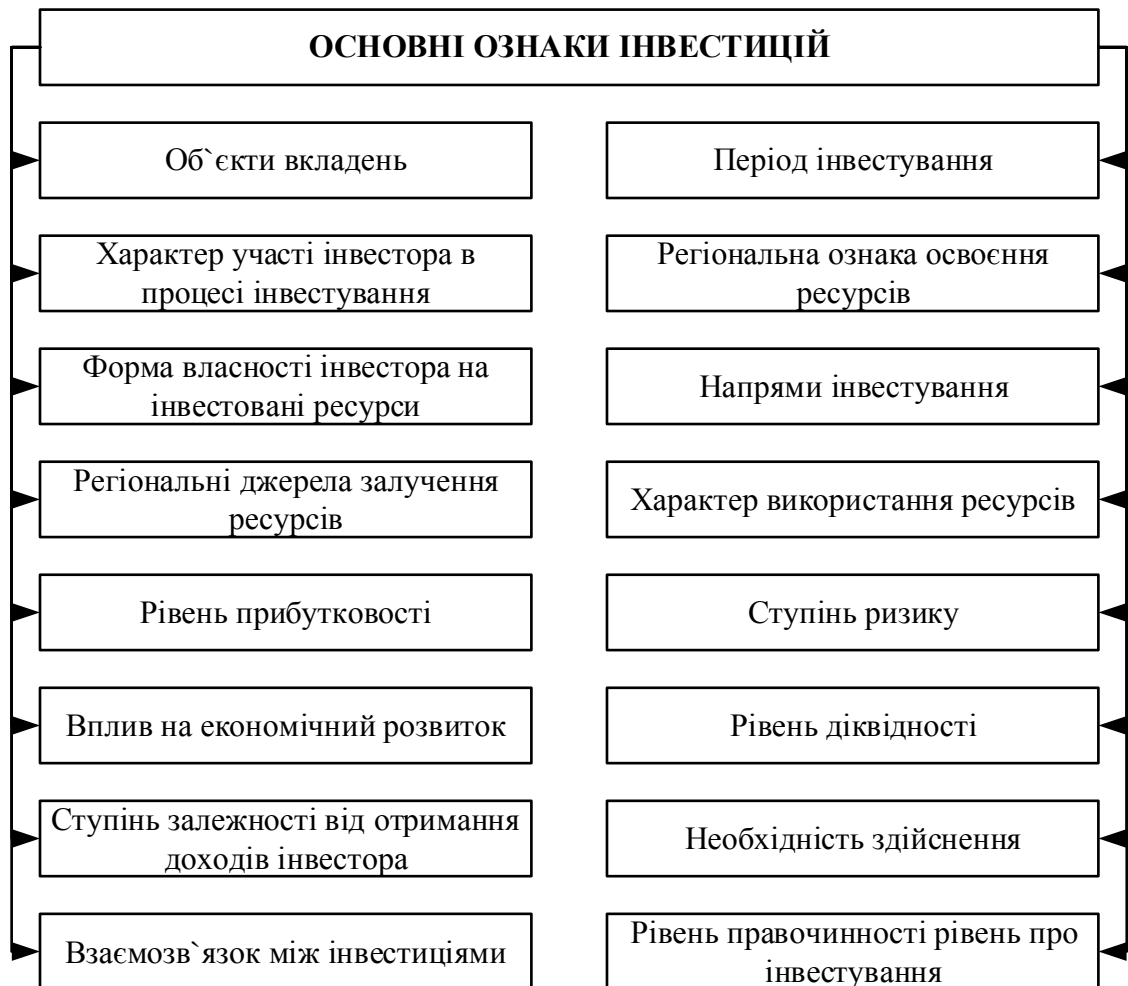 ОСНОВНІ ОЗНАКИ ІНВЕСТИЦІЙ
Об`єкти вкладень
Період інвестування
Характер участі інвестора в
процесі інвестування
Регіональна ознака освоєння
ресурсів
Форма власності інвестора на
інвестовані ресурси
Напрями інвестування
Регіональні джерела залучення
ресурсів
Характер використання ресурсів
Рівень прибутковості
Ступінь ризику
Вплив на економічний розвиток
Рівень діквідності
Ступінь залежності від отримання
доходів інвестора
Необхідність здійснення
Взаємозв`язок між інвестиціями
Рівень правочинності рівень про
інвестування